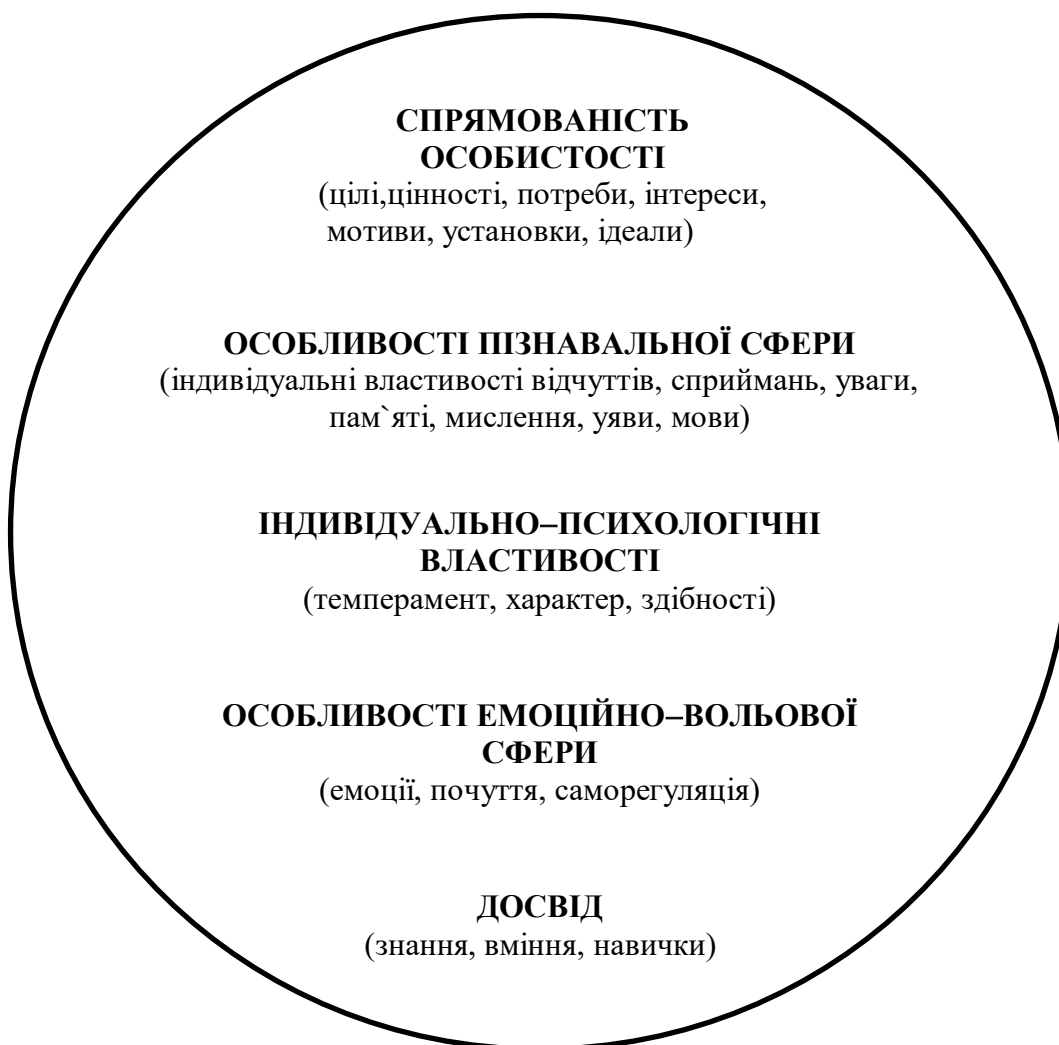 СПРЯМОВАНІСТЬ
ОСОБИСТОСТІ
(цілі,цінності, потреби, інтереси,
мотиви, установки, ідеали)
ОСОБЛИВОСТІ ПІЗНАВАЛЬНОЇ СФЕРИ
(індивідуальні властивості відчуттів, сприймань, уваги,
пам`яті, мислення, уяви, мови)
ІНДИВІДУАЛЬНО–ПСИХОЛОГІЧНІ
ВЛАСТИВОСТІ
(темперамент, характер, здібності)
ОСОБЛИВОСТІ ЕМОЦІЙНО–ВОЛЬОВОЇ
СФЕРИ
(емоції, почуття, саморегуляція)
ДОСВІД
(знання, вміння, навички)